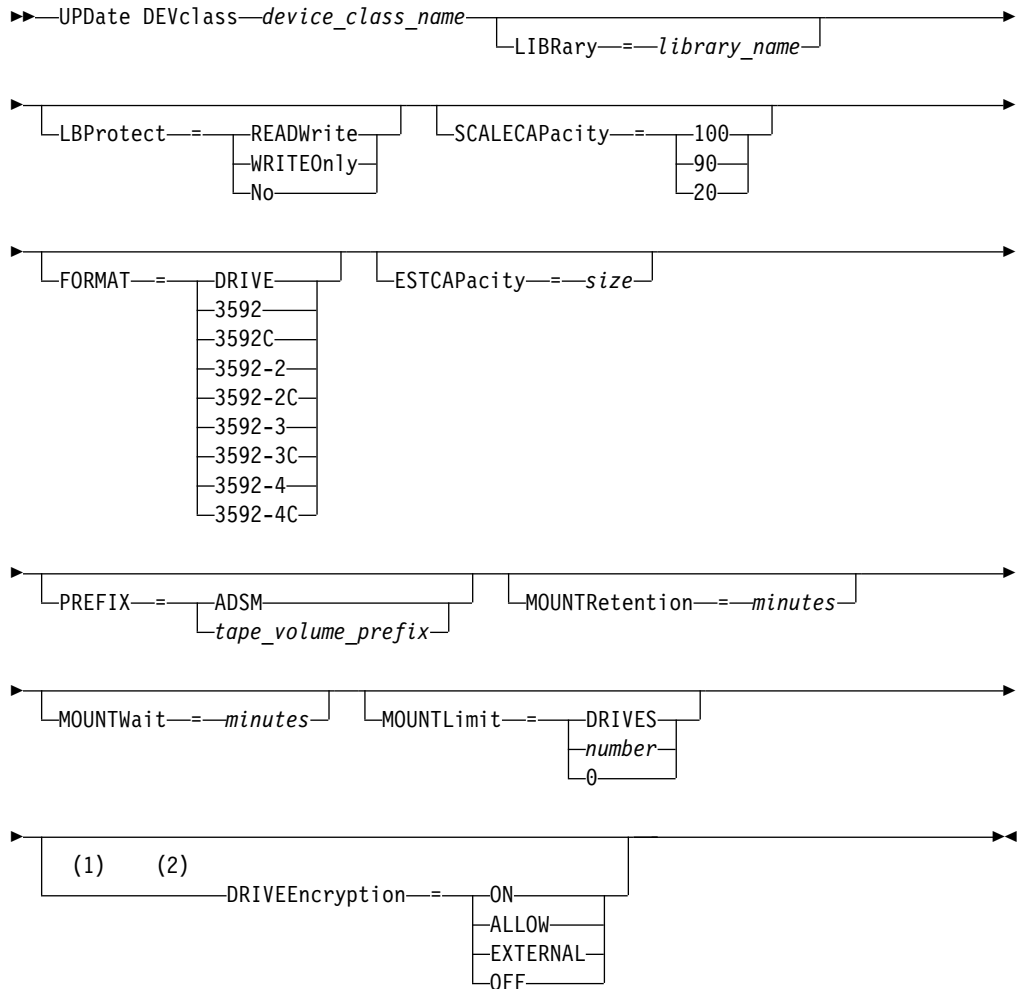 UPDate DEVclass device_class_name
LIBRary = library_name
LBProtect = READWrite SCALECAPacity = 100
WRITEOnly 90
No 20
FORMAT = DRIVE ESTCAPacity = size
3592
3592C
3592-2
3592-2C
3592-3
3592-3C
3592-4
3592-4C
PREFIX = ADSM MOUNTRetention = minutes
tape_volume_prefix
MOUNTWait = minutes MOUNTLimit = DRIVES
number
0
(1) (2)
DRIVEEncryption = ON
ALLOW
EXTERNAL
OFF